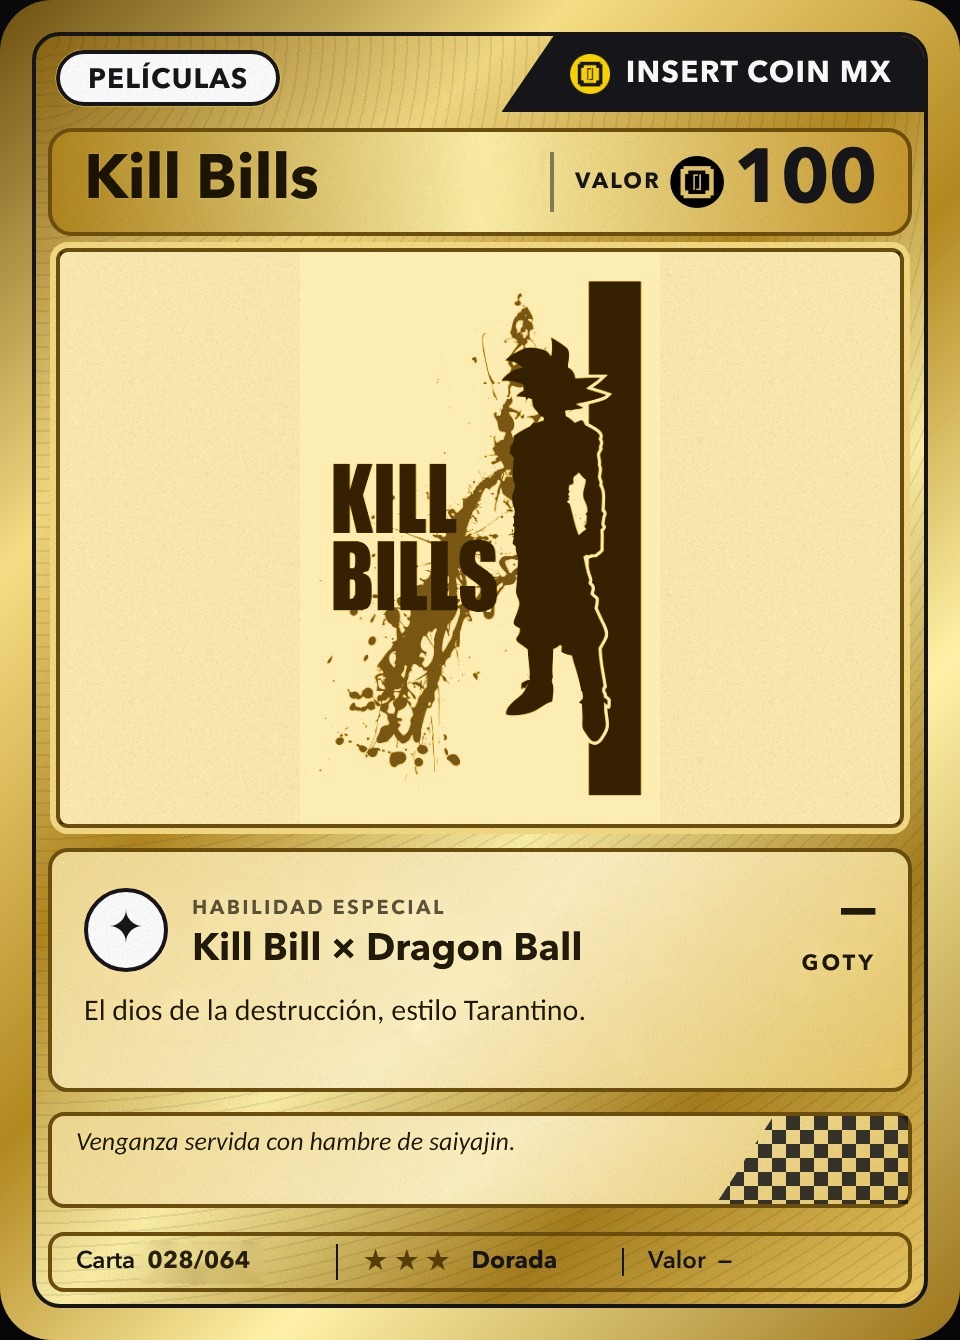 PELÍCULAS
INSERT COIN MX
Kill Bills
VALOR 100
KILL
BILLS
HABILIDAD ESPECIAL
Kill Bill × Dragon Ball
–
GOTY
El dios de la destrucción, estilo Tarantino.
Venganza servida con hambre de saiyajin.
Carta 028/064 ★★★ Dorada Valor –